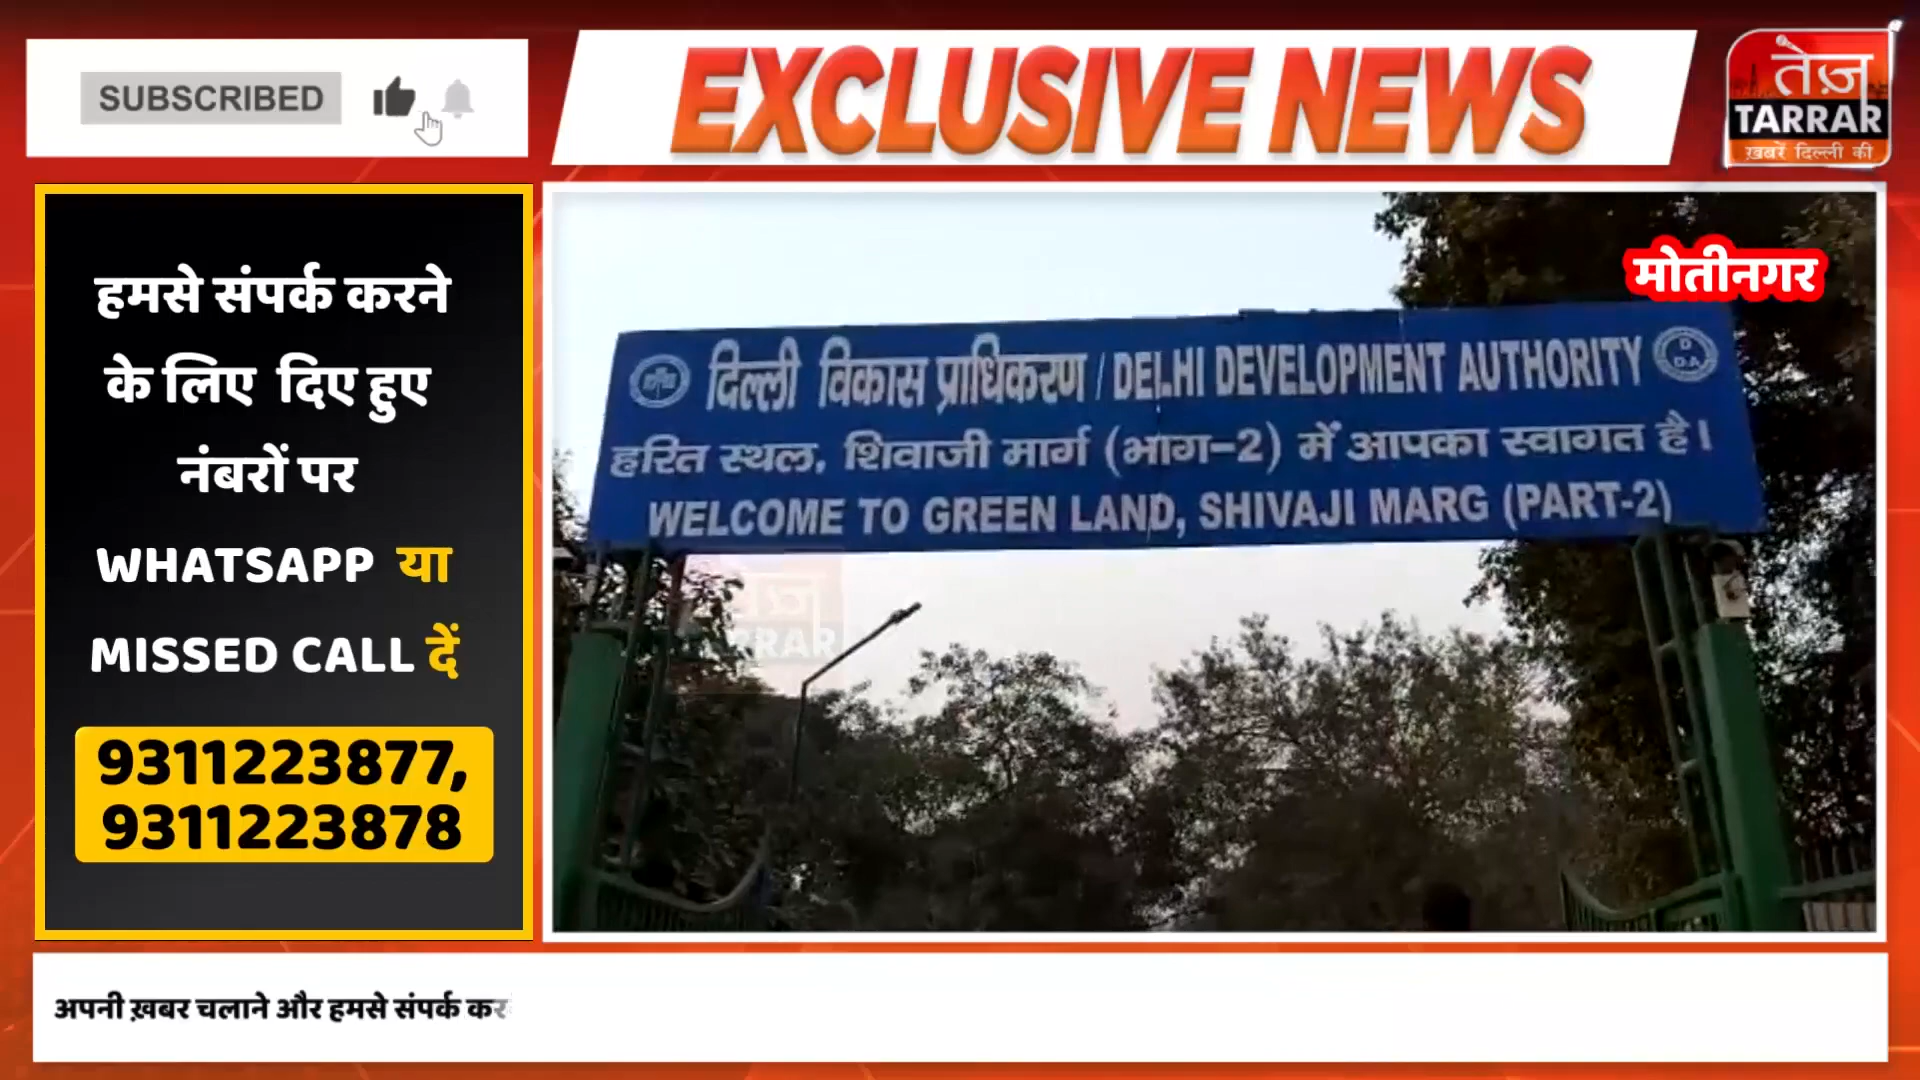 SUBSCRIBED
EXCLUSIVE NEWS
तेज़
TARRAR
ख़बरें दिल्ली की
हमसे संपर्क करने
के लिए दिए हुए
नंबरों पर
WHATSAPP या
MISSED CALL दें
9311223877,
9311223878
मोतीनगर
दिल्ली विकास प्राधिकरण / DELHI DEVELOPMENT AUTHORITY
D
D.A
हरित स्थल, शिवाजी मार्ग (भाग-2) में आपका स्वागत है।
WELCOME TO GREEN LAND, SHIVAJI MARG (PART-2)
तेज़
TARRAR
अपनी ख़बर चलाने और हमसे संपर्क कर